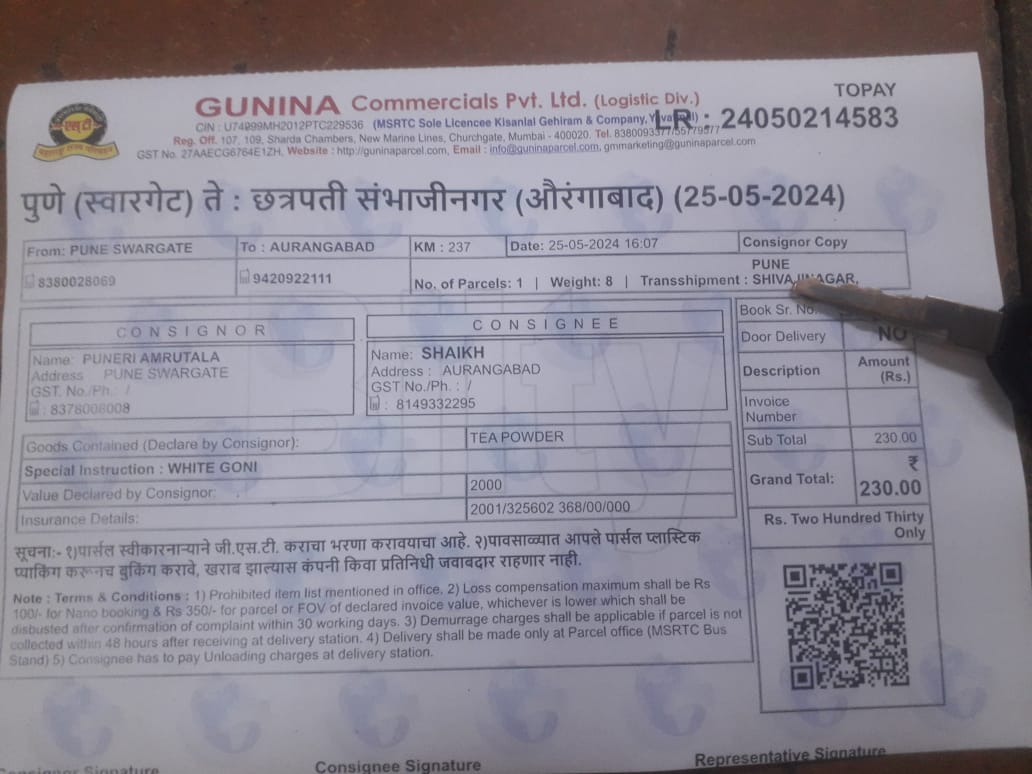 TOPAY
GUNINA Commercials Pvt. Ltd. (Logistic Div.)
CIN : U74999MH2012PTC229536 (MSRTC Sole Licencee Kisanlal Gehiram & Company,
LR : 24050214583
Reg. Off. 107, 109, Sharda Chambers, New Marine Lines, Churchgate, Mumbai - 400020. Tel.
GST No. 27AAECG6764E1ZH, Website : http://guninaparcel.com, Email : info@guninaparcel.com, gmmarketing@guninaparcel.com
एस.टी
पुणे (स्वारगेट) ते : छत्रपती संभाजीनगर (औरंगाबाद) (25-05-2024)
From: PUNE SWARGATE To : AURANGABAD KM : 237 Date: 25-05-2024 16:07 Consignor Copy
8380028069 9420922111 No. of Parcels: 1 | Weight: 8 | Transshipment : PUNE
SHIVAJINAGAR,
CONSIGNOR
Name: PUNERI AMRUTALA
Address PUNE SWARGATE
GST. No./Ph. : /
: 8378008008
CONSIGNEE
Name: SHAIKH
Address : AURANGABAD
GST No./Ph. : /
: 8149332295
Book Sr. No.
Door Delivery NO
Description Amount
(Rs.)
Invoice
Number
Sub Total 230.00
Grand Total: ₹
230.00
Rs. Two Hundred Thirty
Only
Goods Contained (Declare by Consignor): TEA POWDER
Special Instruction : WHITE GONI
Value Declared by Consignor: 2000
Insurance Details: 2001/325602 368/00/000
सूचना:- १)पार्सल स्वीकारनाऱ्याने जी.एस.टी. कराचा भरणा करावयाचा आहे. २)पावसाळ्यात आपले पार्सल प्लास्टिक
प्याकिंग करूनच बुकिंग करावे, खराब झाल्यास कंपनी किवा प्रतिनिधी जवाबदार राहणार नाही.
Note : Terms & Conditions : 1) Prohibited item list mentioned in office. 2) Loss compensation maximum shall be Rs
100/- for Nano booking & Rs 350/- for parcel or FOV of declared invoice value, whichever is lower which shall be
disbusted after confirmation of complaint within 30 working days. 3) Demurrage charges shall be applicable if parcel is not
collected within 48 hours after receiving at delivery station. 4) Delivery shall be made only at Parcel office (MSRTC Bus
Stand) 5) Consignee has to pay Unloading charges at delivery station.
Consignor Signature Consignee Signature Representative Signature